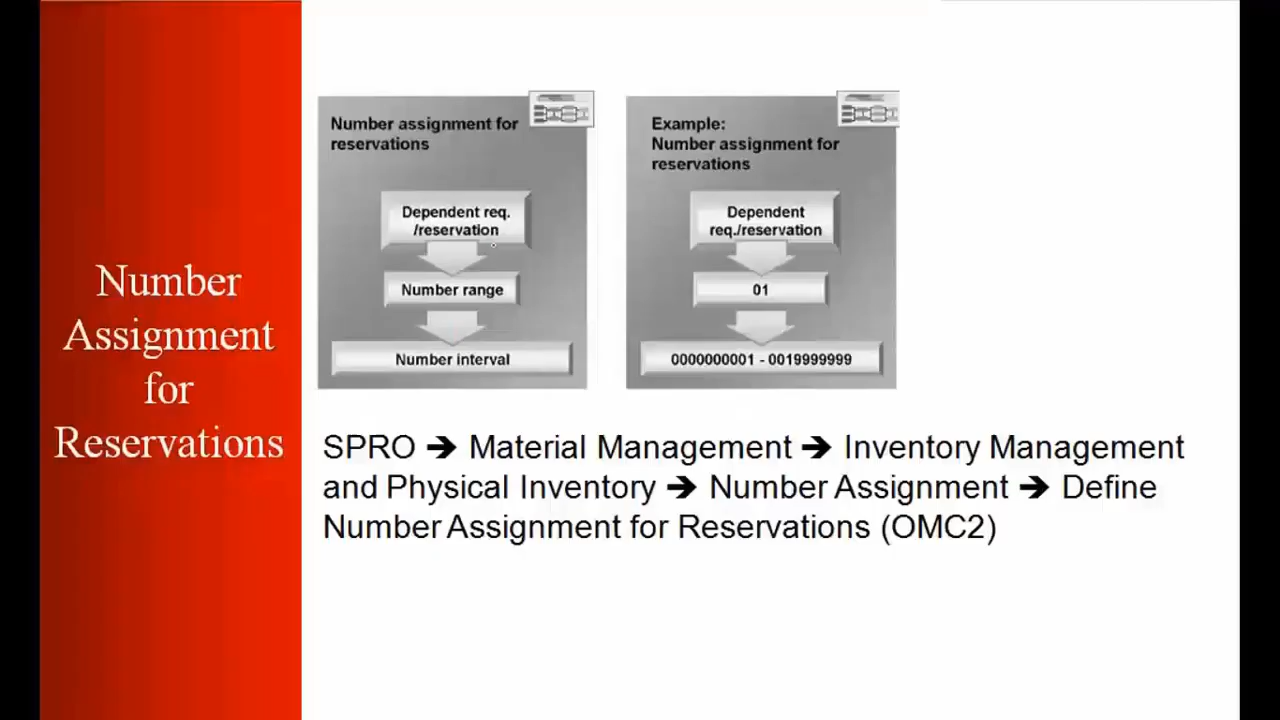 Number
Assignment
for
Reservations
Number assignment for
reservations
Dependent req.
/reservation
Number range
Number interval
Example:
Number assignment for
reservations
Dependent
req./reservation
01
0000000001 - 0019999999
SPRO ➔ Material Management ➔ Inventory Management
and Physical Inventory ➔ Number Assignment ➔ Define
Number Assignment for Reservations (OMC2)